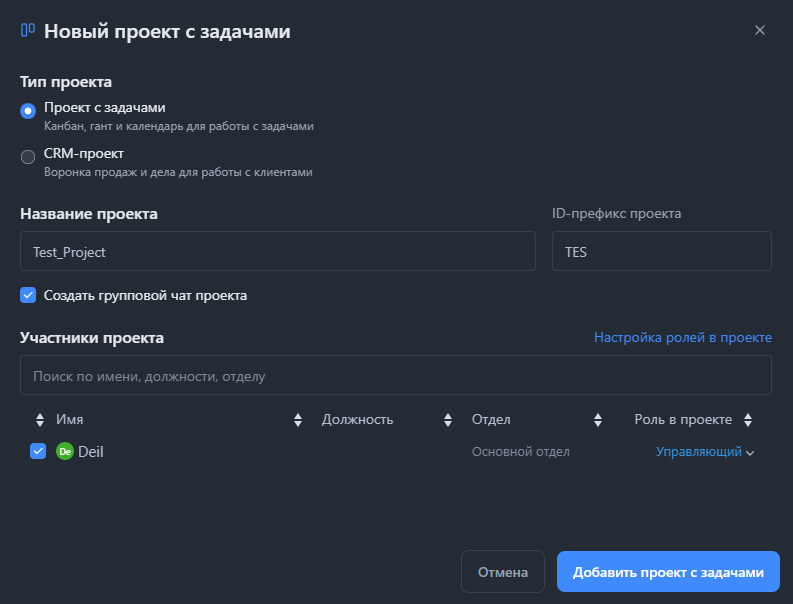 Новый проект с задачами
Тип проекта
Проект с задачами
Канбан, гант и календарь для работы с задачами
CRM-проект
Воронка продаж и дела для работы с клиентами
Название проекта
ID-префикс проекта
Test_Project
TES
Создать групповой чат проекта
Участники проекта
Настройка ролей в проекте
Поиск по имени, должности, отделу
Имя Должность Отдел Роль в проекте
De Deil Основной отдел Управляющий
Отмена
Добавить проект с задачами